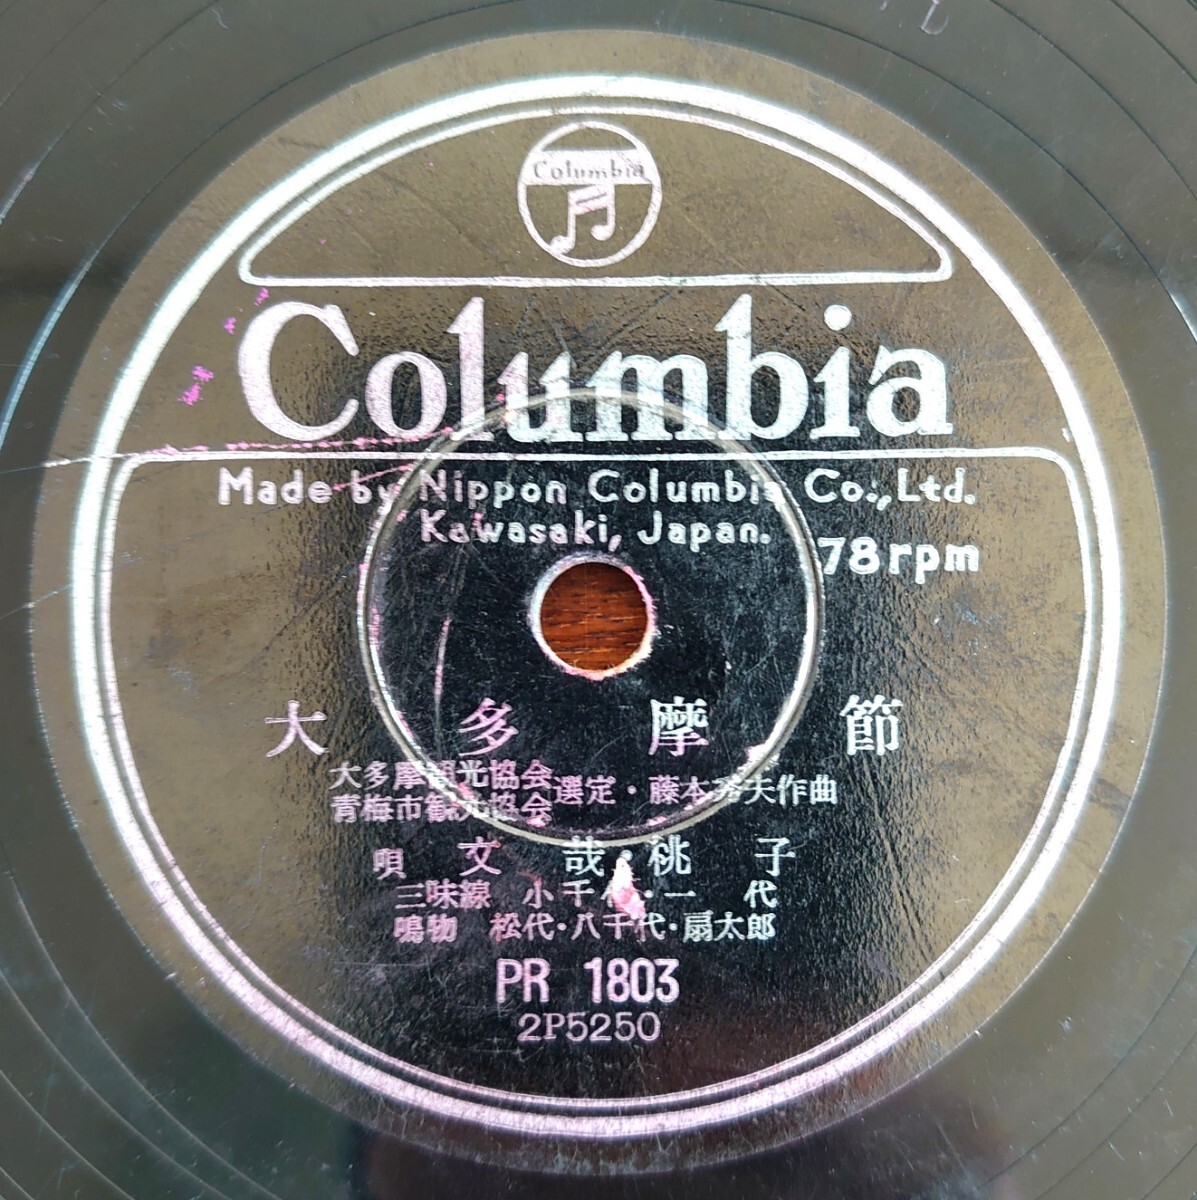 Columbia
Columbia
Made by Nippon Columbia Co., Ltd.
Kawasaki, Japan.
78rpm
大多摩節
大多摩観光協会
青梅市観光協会
選定・藤本秀夫作曲
唄 文哉・桃子
三味線 小千代・一代
鳴物 松代・八千代・扇太郎
PR 1803
2P5250